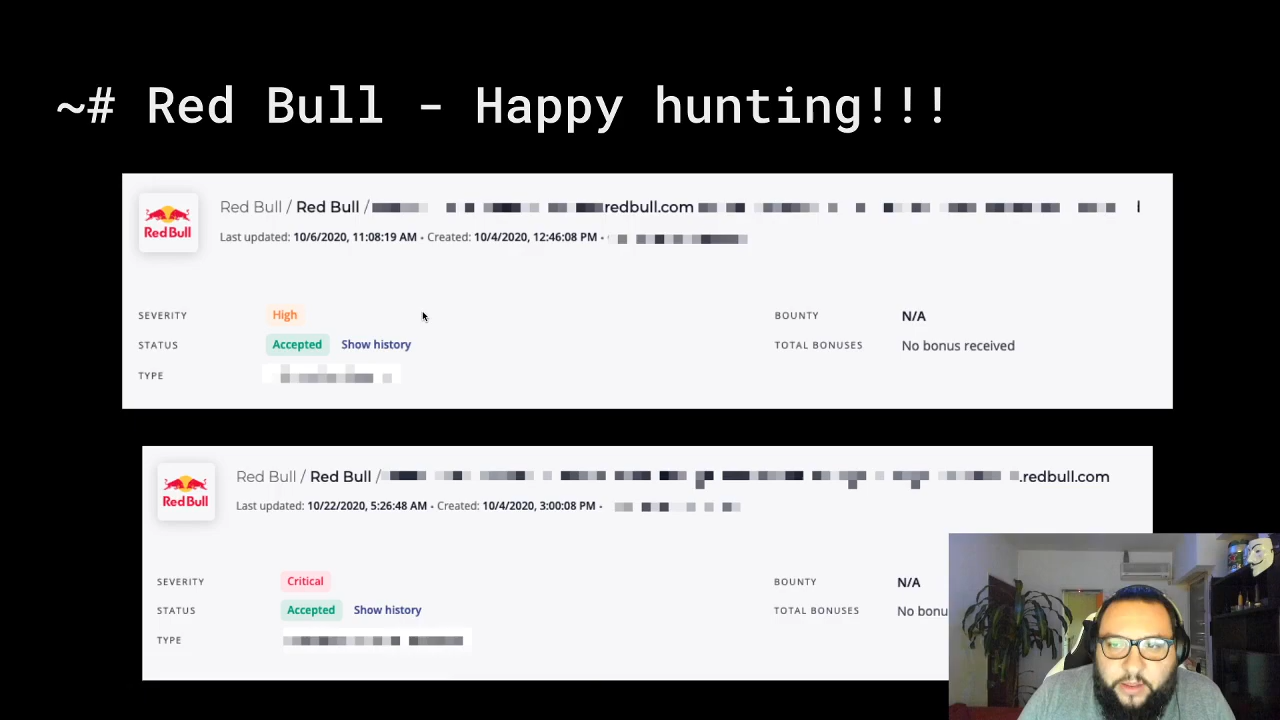 ~# Red Bull - Happy hunting!!!
Red Bull / Red Bull / redbull.com
Last updated: 10/6/2020, 11:08:19 AM • Created: 10/4/2020, 12:46:08 PM •
Red Bull
SEVERITY High BOUNTY N/A
STATUS Accepted Show history TOTAL BONUSES No bonus received
TYPE
Red Bull / Red Bull / .redbull.com
Last updated: 10/22/2020, 5:26:48 AM • Created: 10/4/2020, 3:00:08 PM •
Red Bull
SEVERITY Critical BOUNTY N/A
STATUS Accepted Show history TOTAL BONUSES No bonu
TYPE